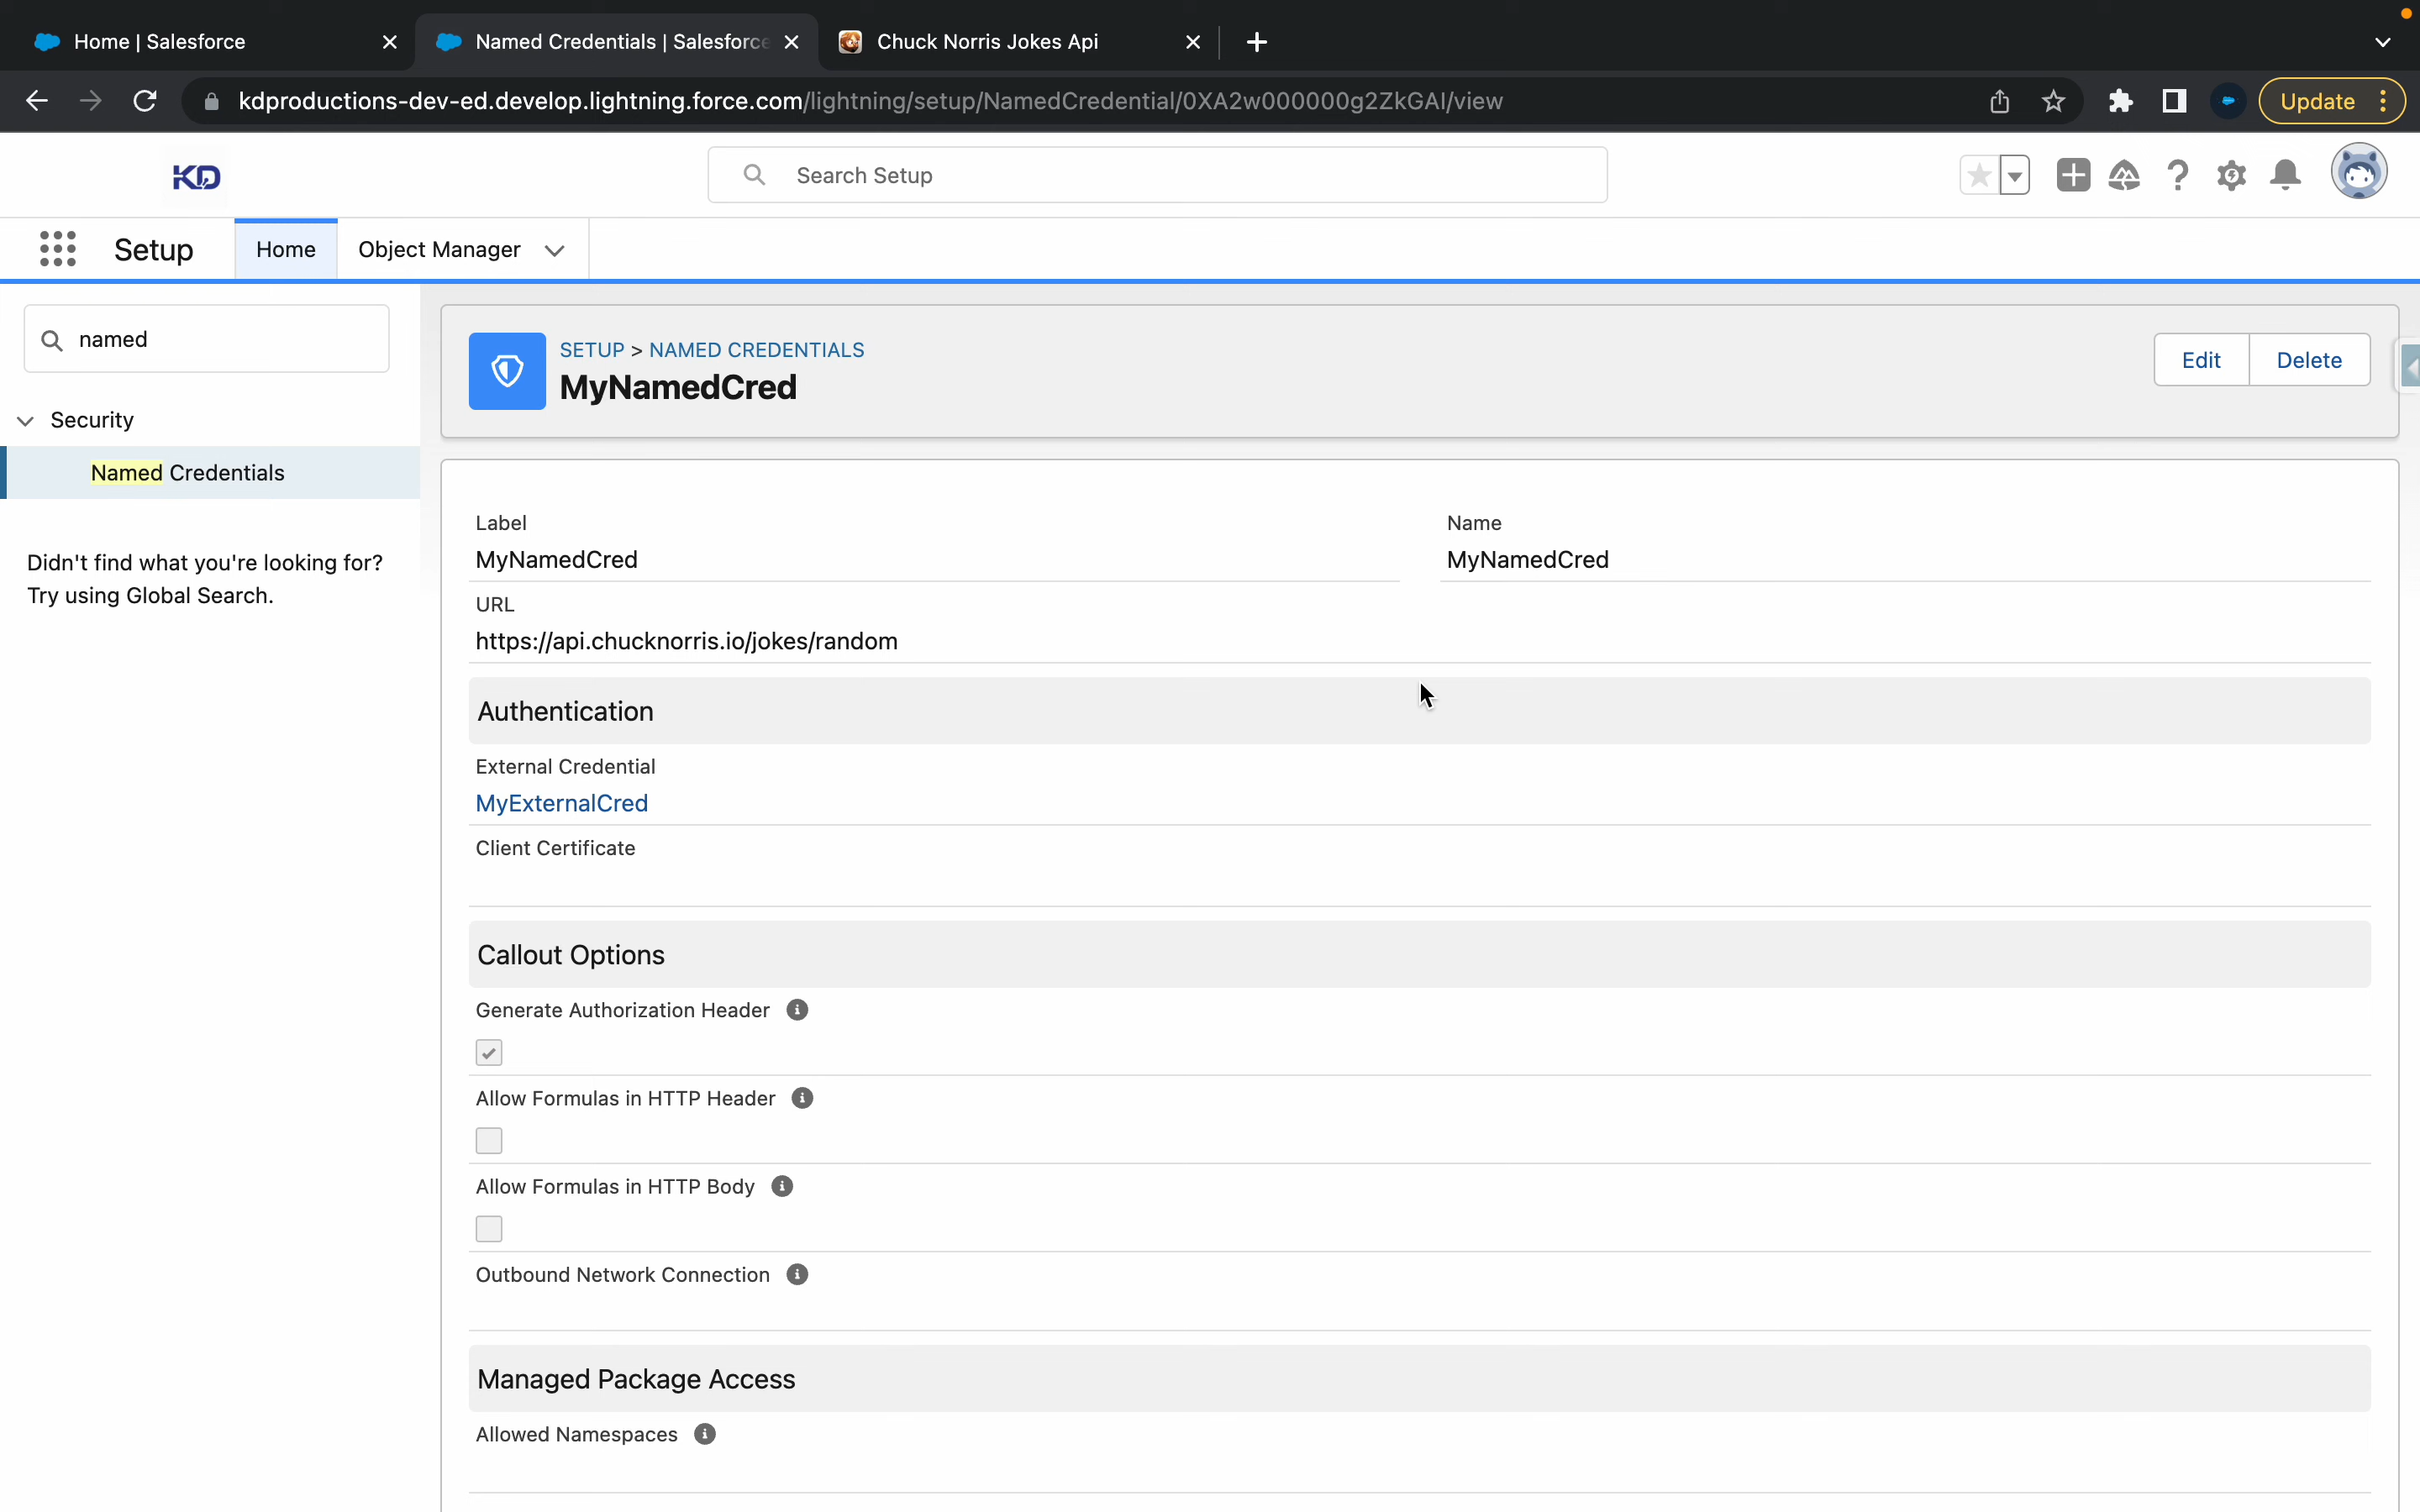 Home | Salesforce
Named Credentials | Salesforce
Chuck Norris Jokes Api
kdproductions-dev-ed.develop.lightning.force.com/lightning/setup/NamedCredential/0XA2w000000g2ZkGAI/view
Update
KD
Search Setup
Setup
Home
Object Manager
named
Security
Named Credentials
Didn't find what you're looking for?
Try using Global Search.
SETUP > NAMED CREDENTIALS
MyNamedCred
Edit
Delete
Label
MyNamedCred
Name
MyNamedCred
URL
https://api.chucknorris.io/jokes/random
Authentication
External Credential
MyExternalCred
Client Certificate
Callout Options
Generate Authorization Header
Allow Formulas in HTTP Header
Allow Formulas in HTTP Body
Outbound Network Connection
Managed Package Access
Allowed Namespaces